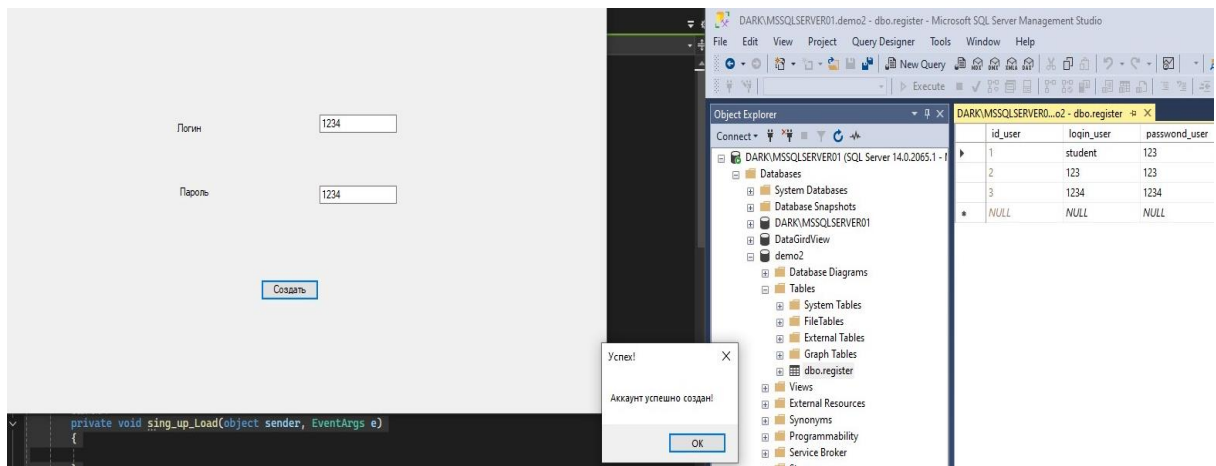 Логин
1234
Пароль
1234
Создать
private void sing_up_Load(object sender, EventArgs e)
{
Успех!
Аккаунт успешно создан!
OK
DARK\MSSQLSERVER01.demo2 - dbo.register - Microsoft SQL Server Management Studio
File Edit View Project Query Designer Tools Window Help
New Query
Execute
Object Explorer
Connect
DARK\MSSQLSERVER01 (SQL Server 14.0.2065.1 -
Databases
System Databases
Database Snapshots
DARK\MSSQLSERVER01
DataGirdView
demo2
Database Diagrams
Tables
System Tables
FileTables
External Tables
Graph Tables
dbo.register
Views
External Resources
Synonyms
Programmability
Service Broker
DARK\MSSQLSERVER0...o2 - dbo.register
id_user login_user passwond_user
1 student 123
2 123 123
3 1234 1234
NULL NULL NULL